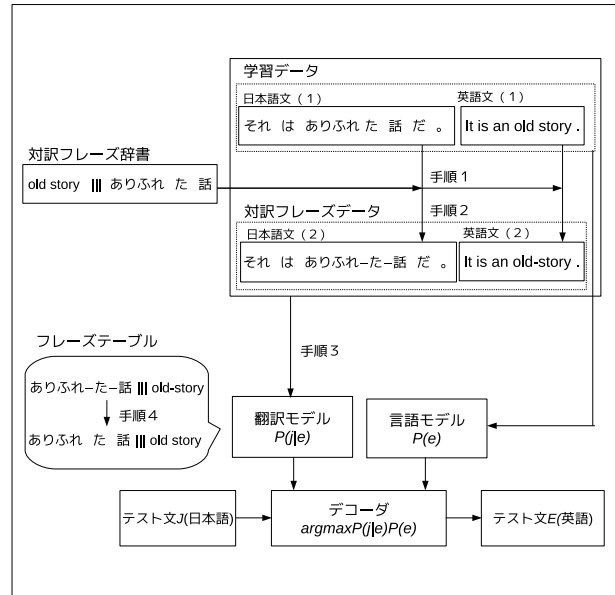 学習データ
日本語文（１） 英語文（１）
それ は ありふれ た 話 だ 。 It is an old story .
対訳フレーズ辞書
old story ||| ありふれ た 話
手順１
手順２
対訳フレーズデータ
日本語文（２） 英語文（２）
それ は ありふれ−た−話 だ 。 It is an old-story .
手順３
フレーズテーブル
ありふれ−た−話 ||| old-story
手順４
ありふれ た 話 ||| old story
翻訳モデル
P(j|e)
言語モデル
P(e)
テスト文J(日本語)
デコーダ
argmaxP(j|e)P(e)
テスト文E(英語)